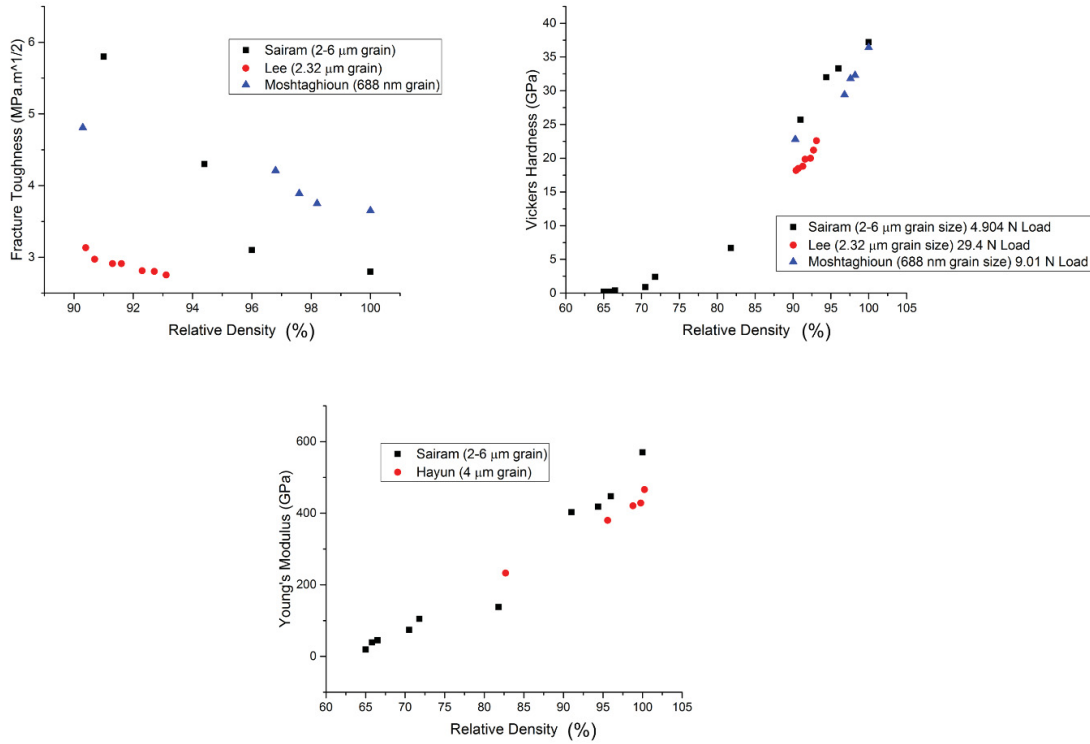 Fracture Toughness (MPa.m^1/2)
6
5
4
3
Sairam (2-6 μm grain)
Lee (2.32 μm grain)
Moshtaghioun (688 nm grain)
90 92 94 96 98 100
Relative Density (%)
Vickers Hardness (GPa)
40
35
30
25
20
15
10
5
0
Sairam (2-6 μm grain size) 4.904 N Load
Lee (2.32 μm grain size) 29.4 N Load
Moshtaghioun (688 nm grain size) 9.01 N Load
60 65 70 75 80 85 90 95 100 105
Relative Density (%)
Young's Modulus (GPa)
600
400
200
0
Sairam (2-6 μm grain)
Hayun (4 μm grain)
60 65 70 75 80 85 90 95 100 105
Relative Density (%)